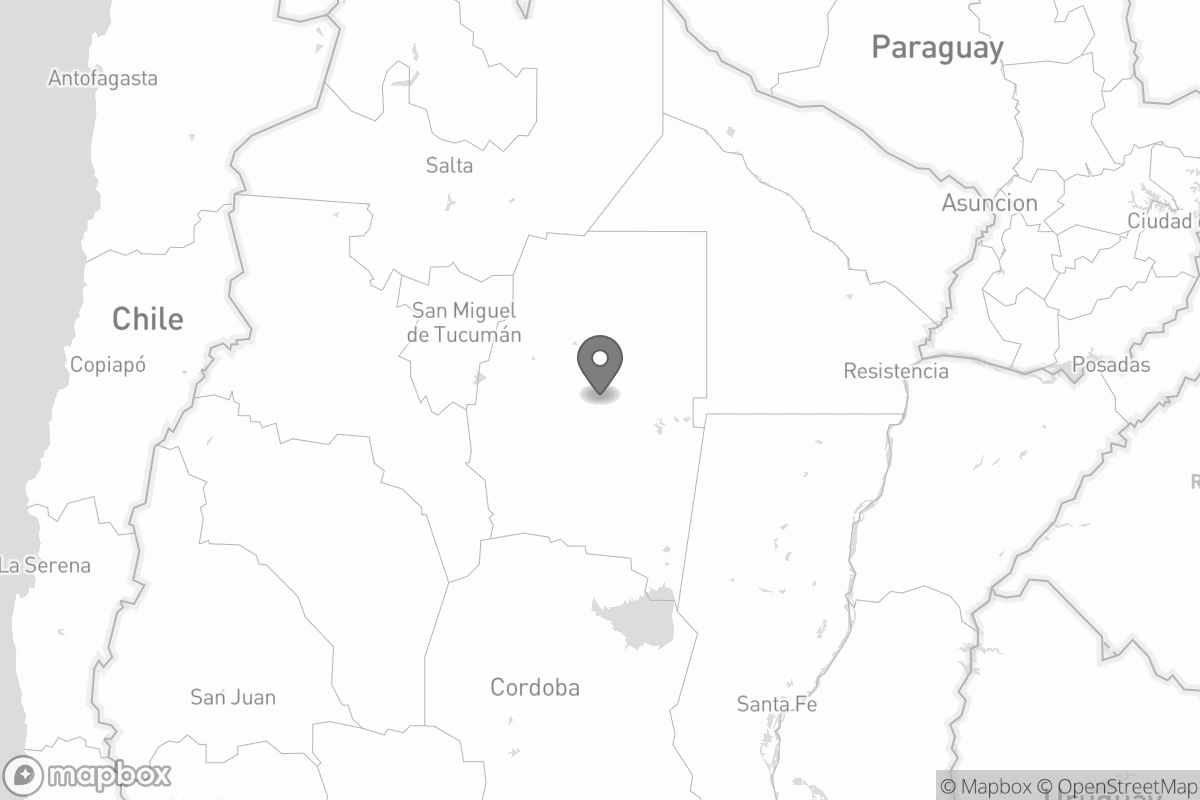 Paraguay
Antofagasta
Salta
Asuncion
Ciudad
San Miguel
de Tucumán
Chile
Copiapó
Resistencia
Posadas
R
La Serena
Cordoba
San Juan
Santa Fe
mapbox
© Mapbox © OpenStreetMap
Uruguay